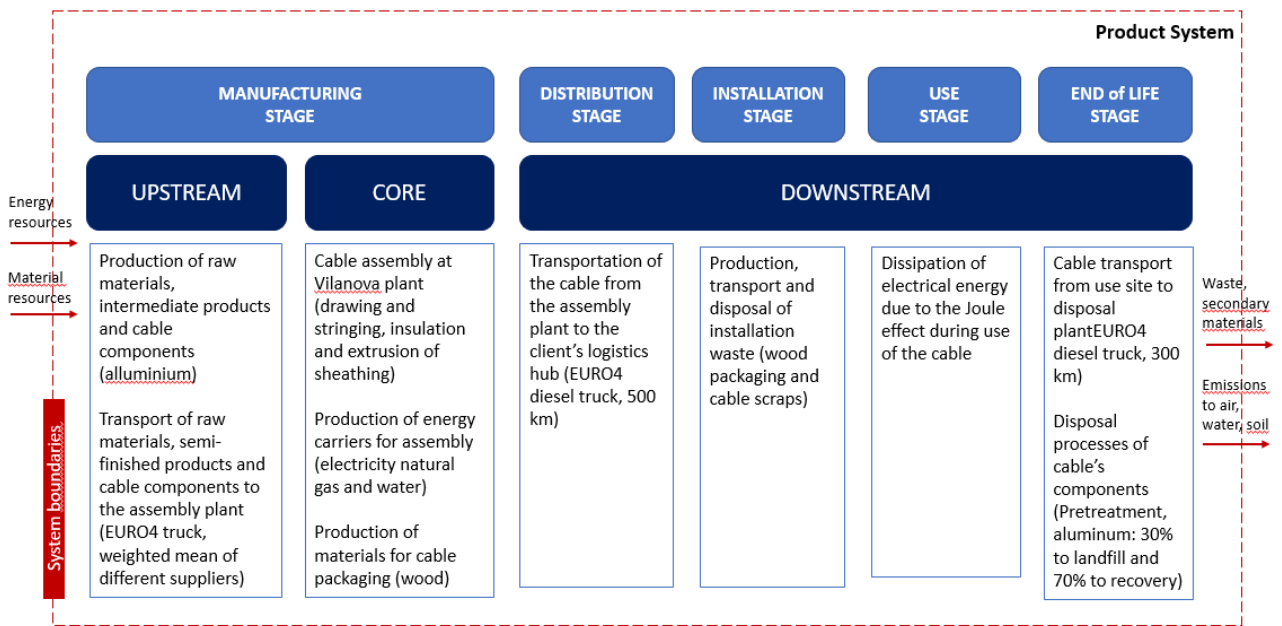 Product System
MANUFACTURING
STAGE
DISTRIBUTION
STAGE
INSTALLATION
STAGE
USE
STAGE
END of LIFE
STAGE
UPSTREAM
CORE
DOWNSTREAM
Energy
resources
Material
resources
System boundaries
Production of raw
materials,
intermediate products
and cable
components
(alluminium)
Transport of raw
materials, semi-
finished products and
cable components to
the assembly plant
(EURO4 truck,
weighted mean of
different suppliers)
Cable assembly at
Vilanova plant
(drawing and
stringing, insulation
and extrusion of
sheathing)
Production of energy
carriers for assembly
(electricity natural
gas and water)
Production of
materials for cable
packaging (wood)
Transportation of
the cable from
the assembly
plant to the
client's logistics
hub (EURO4
diesel truck, 500
km)
Production,
transport and
disposal of
installation
waste (wood
packaging and
cable scraps)
Dissipation of
electrical energy
due to the Joule
effect during use
of the cable
Cable transport
from use site to
disposal
plantEURO4
diesel truck, 300
km)
Disposal
processes of
cable's
components
(Pretreatment,
aluminum: 30%
to landfill and
70% to recovery)
Waste,
secondary
materials
Emissions
to air,
water, soil